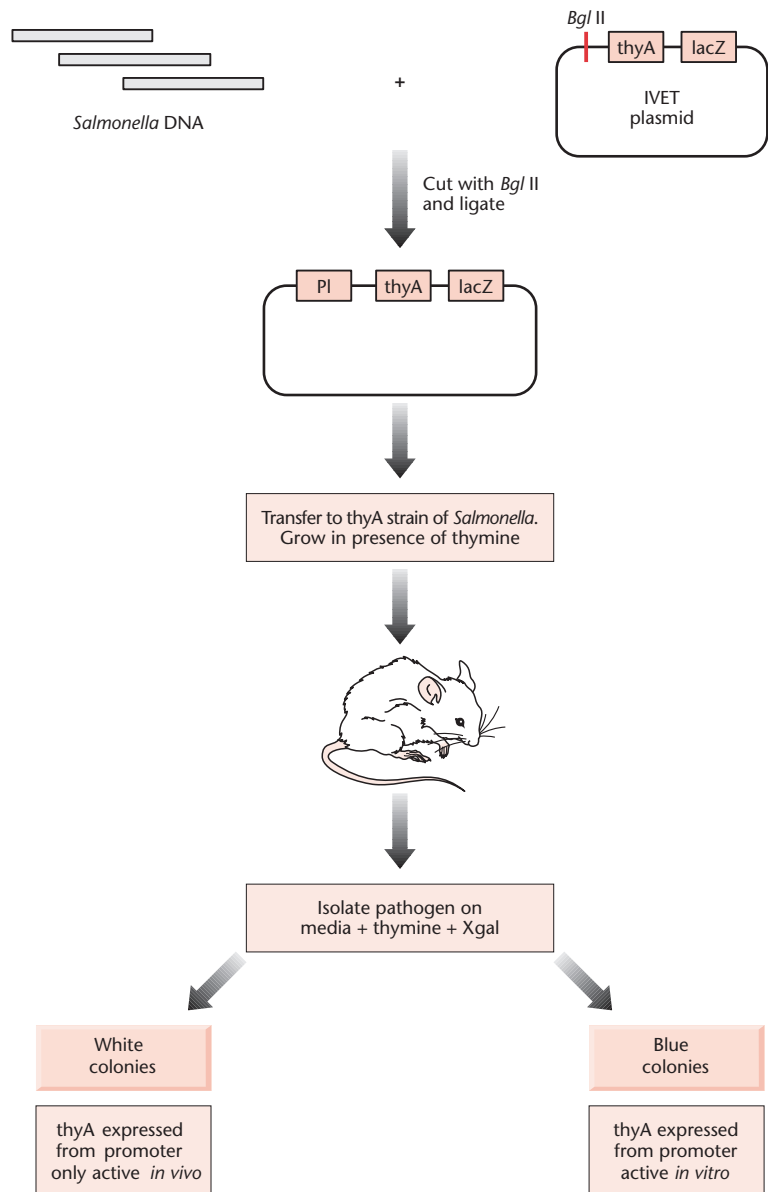 Bgl II
thyA
lacZ
IVET
plasmid
+
Salmonella DNA
Cut with Bgl II
and ligate
PI
thyA
lacZ
Transfer to thyA strain of Salmonella.
Grow in presence of thymine
Isolate pathogen on
media + thymine + Xgal
White
colonies
Blue
colonies
thyA expressed
from promoter
only active in vivo
thyA expressed
from promoter
active in vitro